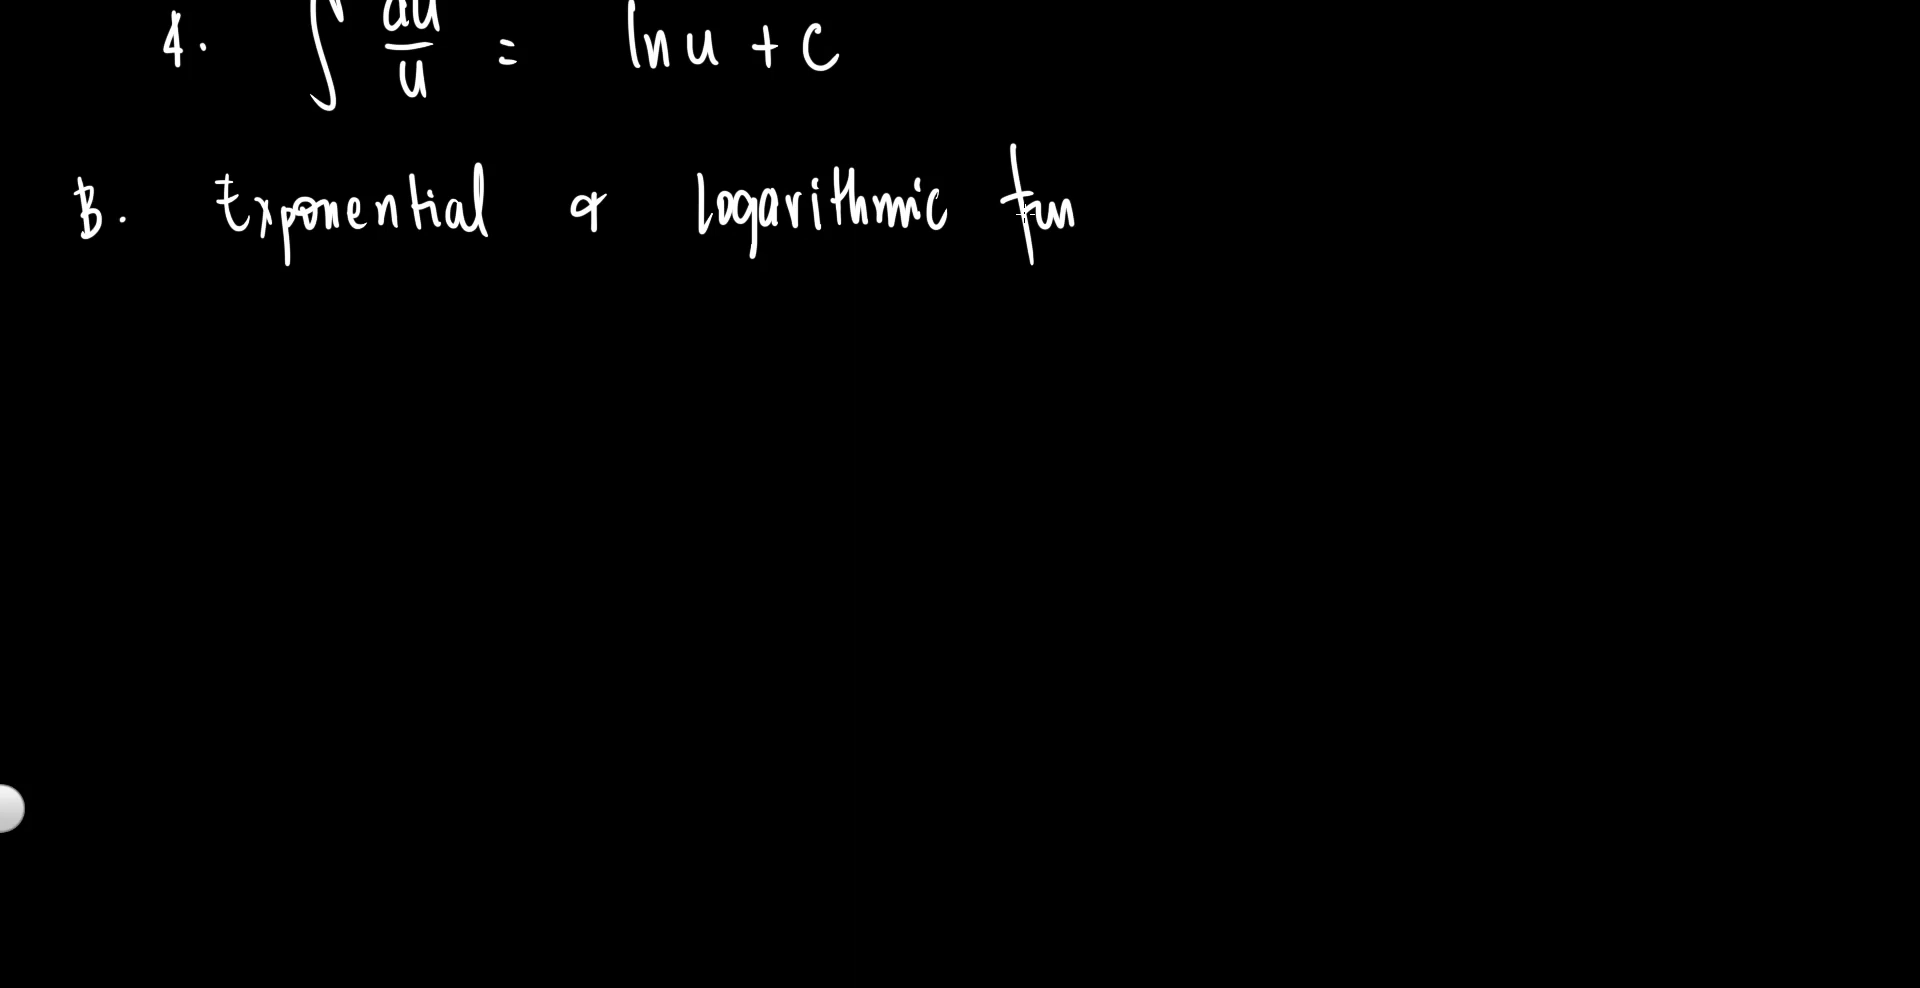 4. ∫ du/u = ln u + c
B. Exponential & logarithmic fun